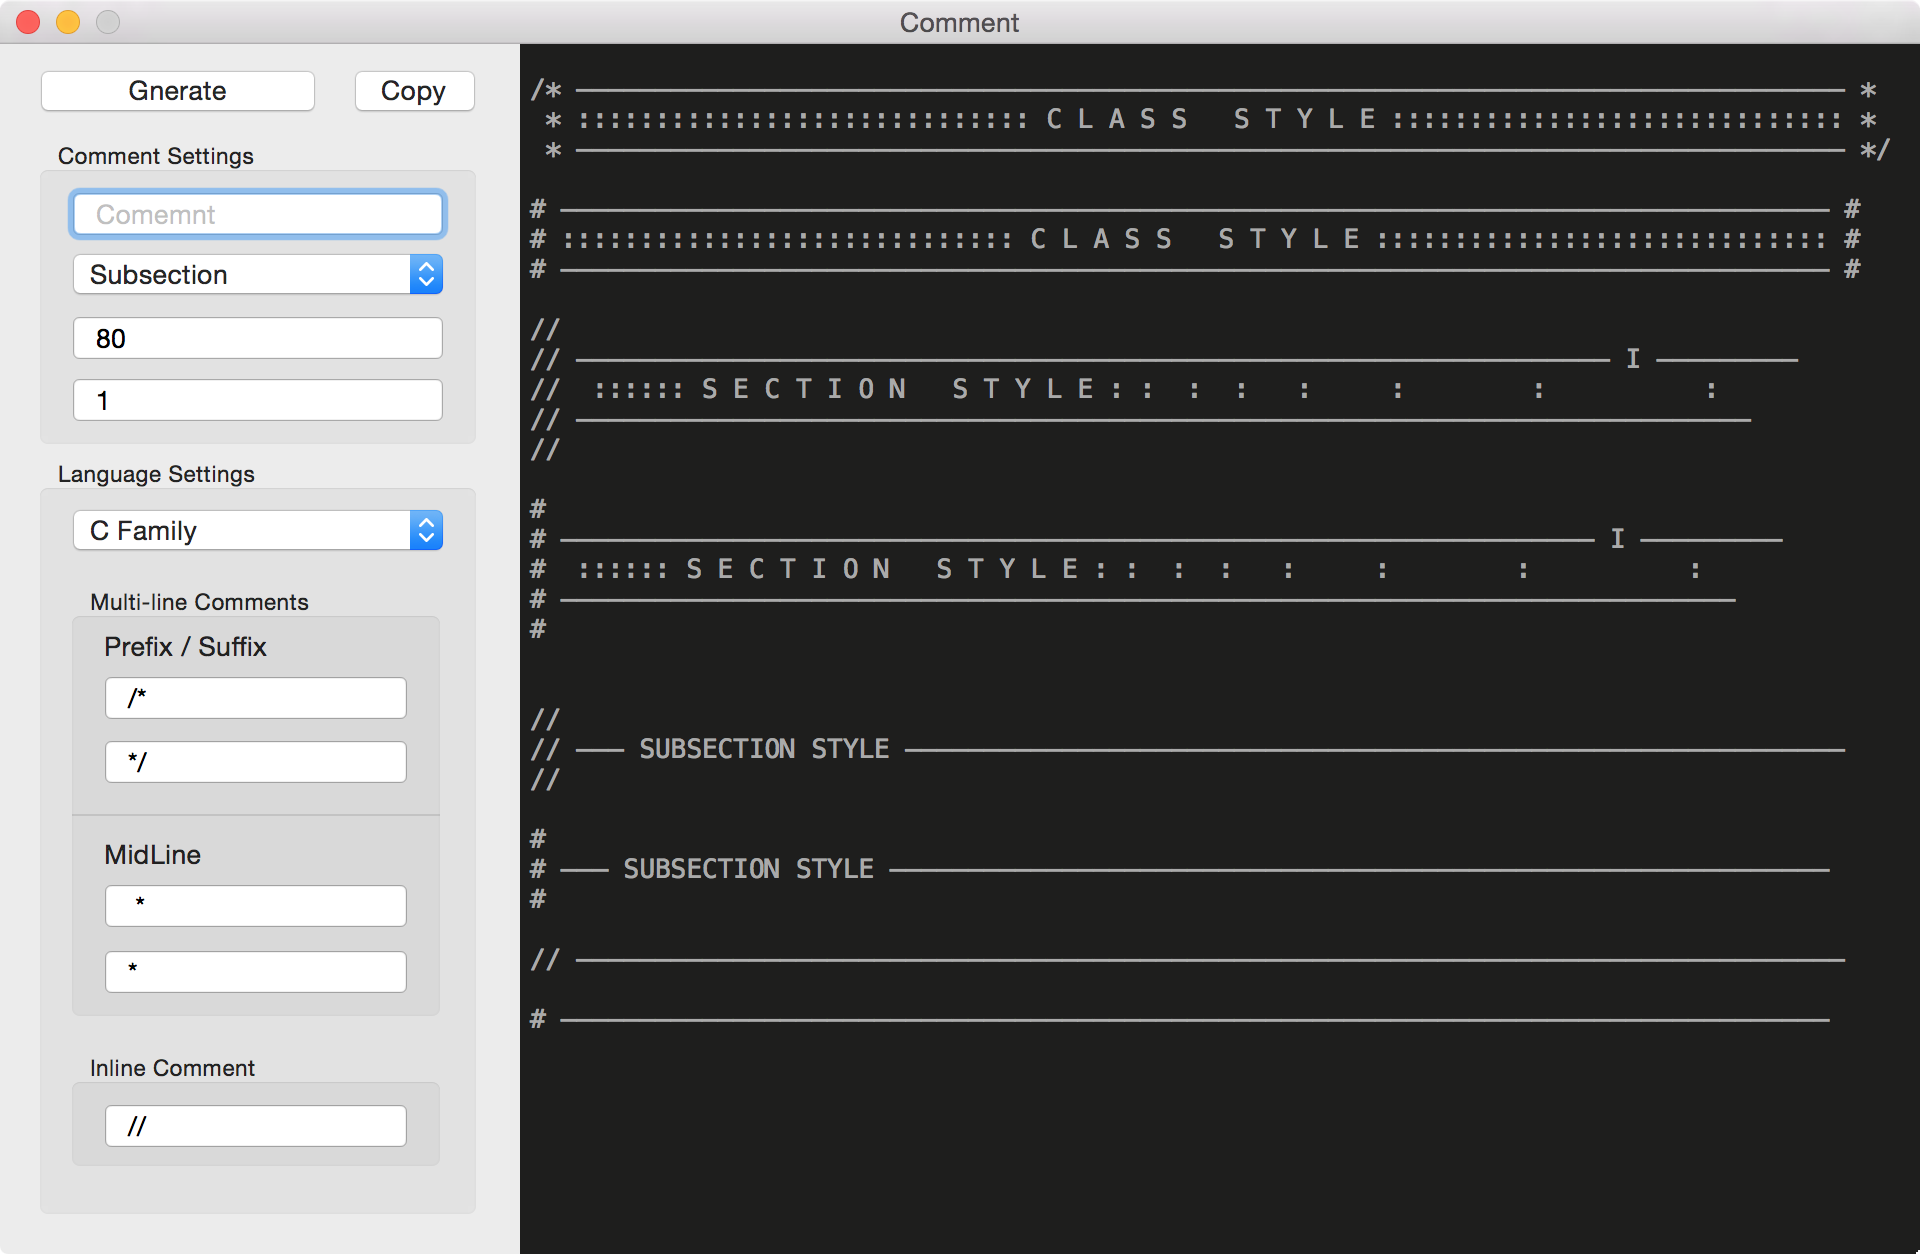 Comment
Gnerate
Copy
Comment Settings
Comemnt
Subsection
80
1
Language Settings
C Family
Multi-line Comments
Prefix / Suffix
/*
*/
MidLine
*
*
Inline Comment
//
/* ───────────────────────────────────────────────────────────────────────────────── *
 * ::::::::::::::::::::::::::::: C L A S S   S T Y L E ::::::::::::::::::::::::::::: *
 * ───────────────────────────────────────────────────────────────────────────────── */
# ───────────────────────────────────────────────────────────────────────────────── #
# ::::::::::::::::::::::::::::: C L A S S   S T Y L E ::::::::::::::::::::::::::::: #
# ───────────────────────────────────────────────────────────────────────────────── #
//
// ────────────────────────────────────────────────────────────────── I ─────────
//  :::::: S E C T I O N   S T Y L E : :  :   :    :     :        :          :
// ───────────────────────────────────────────────────────────────────────────
//
#
# ────────────────────────────────────────────────────────────────── I ─────────
#  :::::: S E C T I O N   S T Y L E : :  :   :    :     :        :          :
# ───────────────────────────────────────────────────────────────────────────
#
//
// ─── SUBSECTION STYLE ────────────────────────────────────────────────────────────
//
#
# ─── SUBSECTION STYLE ────────────────────────────────────────────────────────────
#
// ─────────────────────────────────────────────────────────────────────────────────
# ─────────────────────────────────────────────────────────────────────────────────